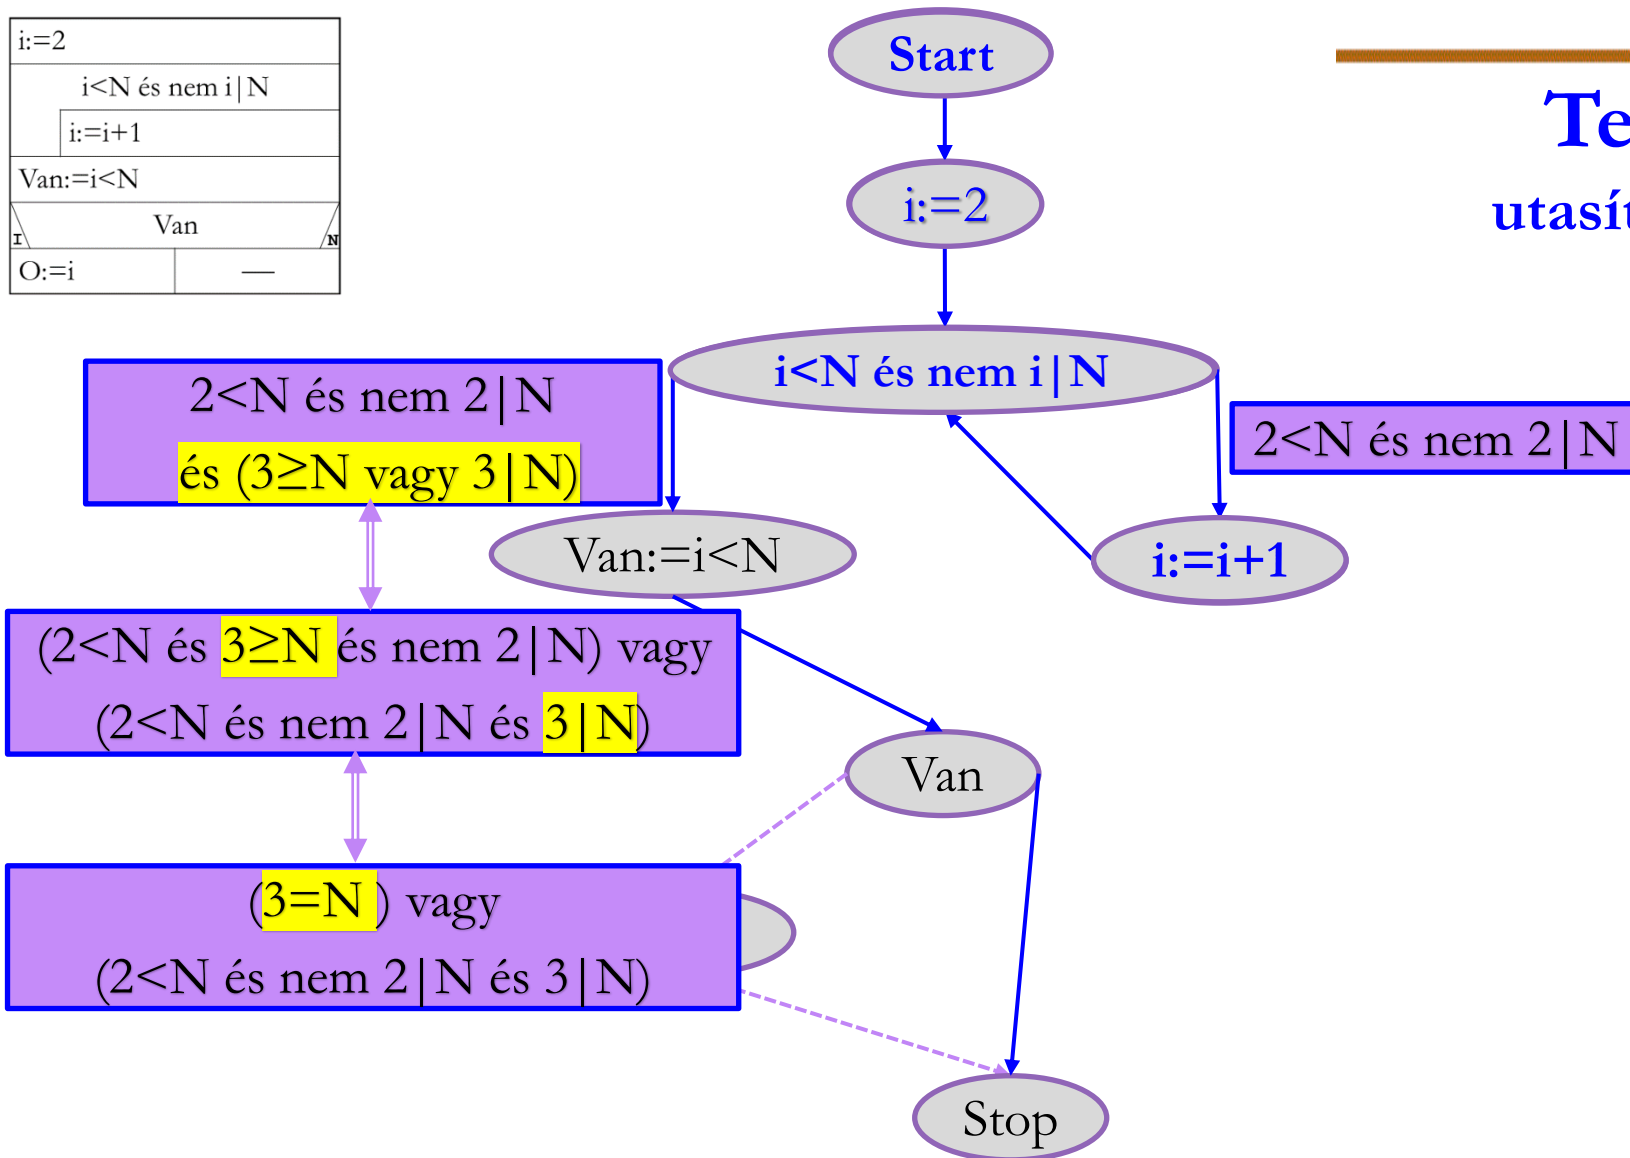 i:=2
i<N és nem i|N
i:=i+1
Van:=i<N
Van
I
N
O:=i
—
Start
i:=2
i<N és nem i|N
Te
utasít
2<N és nem 2|N
és (3≥N vagy 3|N)
2<N és nem 2|N
Van:=i<N
i:=i+1
(2<N és 3≥N és nem 2|N) vagy
(2<N és nem 2|N és 3|N)
Van
(3=N ) vagy
(2<N és nem 2|N és 3|N)
Stop